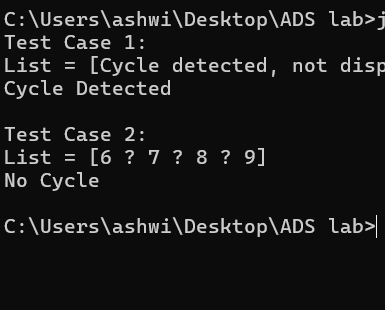 C:\Users\ashwi\Desktop\ADS lab>j
Test Case 1:
List = [Cycle detected, not disp
Cycle Detected
Test Case 2:
List = [6 ? 7 ? 8 ? 9]
No Cycle
C:\Users\ashwi\Desktop\ADS lab>